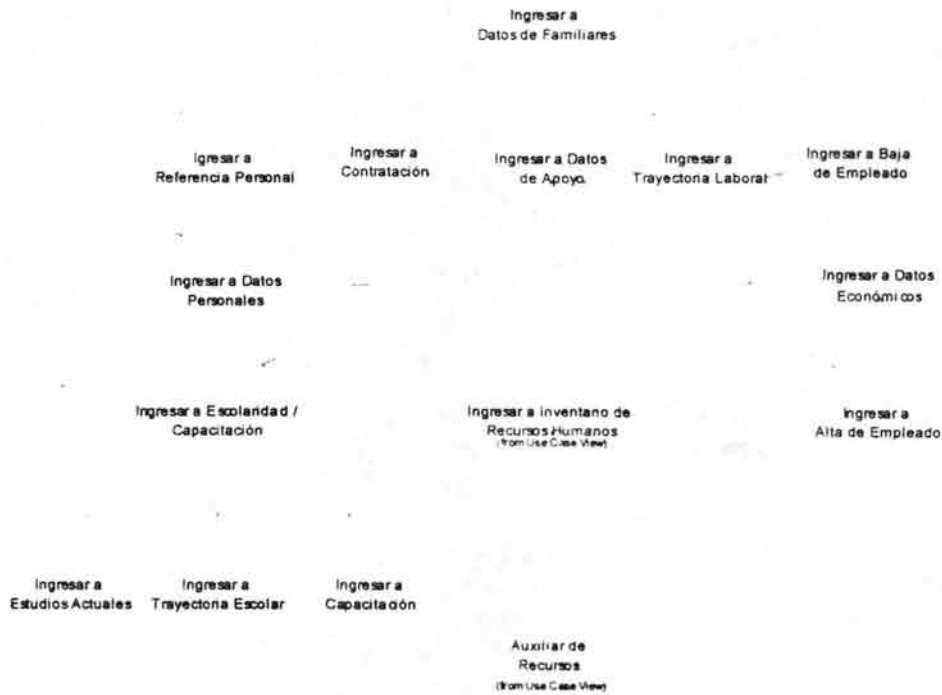 Ingresar a
Datos de Familiares
Igresar a
Referencia Personal
Ingresar a
Contratación
Ingresar a Datos
de Apoyo
Ingresar a
Trayectoria Laboral
Ingresar a Baja
de Empleado
Ingresar a Datos
Personales
Ingresar a Datos
Económicos
Ingresar a Escolaridad /
Capacitación
Ingresar a Inventario de
Recursos Humanos
(from Use Case View)
Ingresar a
Alta de Empleado
Ingresar a
Estudios Actuales
Ingresar a
Trayectoria Escolar
Ingresar a
Capacitación
Auxiliar de
Recursos
(from Use Case View)